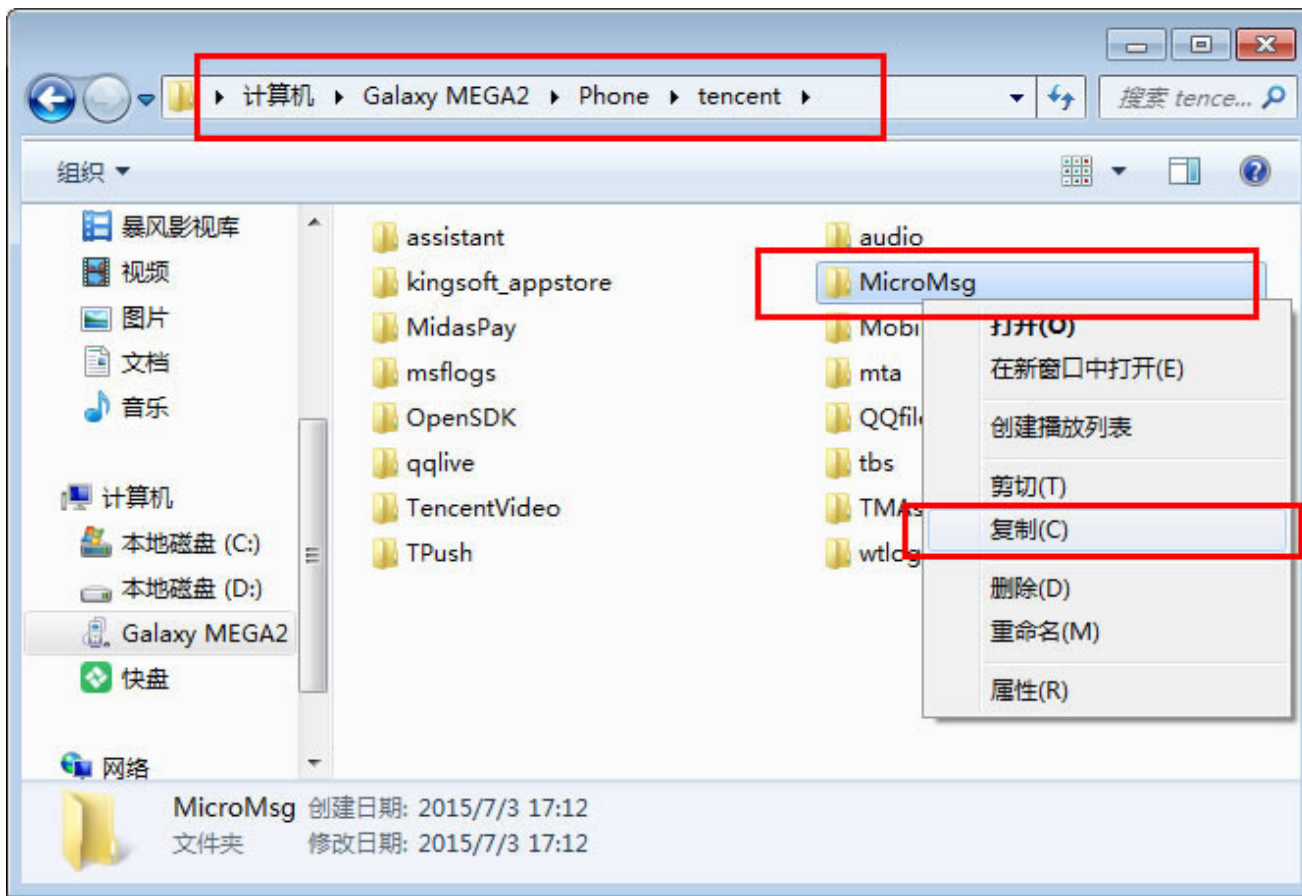 计算机 Galaxy MEGA2 Phone tencent
搜索 tence...
组织
暴风影视库
视频
图片
文档
音乐
计算机
本地磁盘 (C:)
本地磁盘 (D:)
Galaxy MEGA2
快盘
网络
assistant
audio
kingsoft_appstore
MicroMsg
MidasPay
Mobi
msflogs
mta
OpenSDK
QQfil
qqlive
tbs
TencentVideo
TMAs
TPush
wtlog
打开(O)
在新窗口中打开(E)
创建播放列表
剪切(T)
复制(C)
删除(D)
重命名(M)
属性(R)
MicroMsg 创建日期: 2015/7/3 17:12
文件夹 修改日期: 2015/7/3 17:12